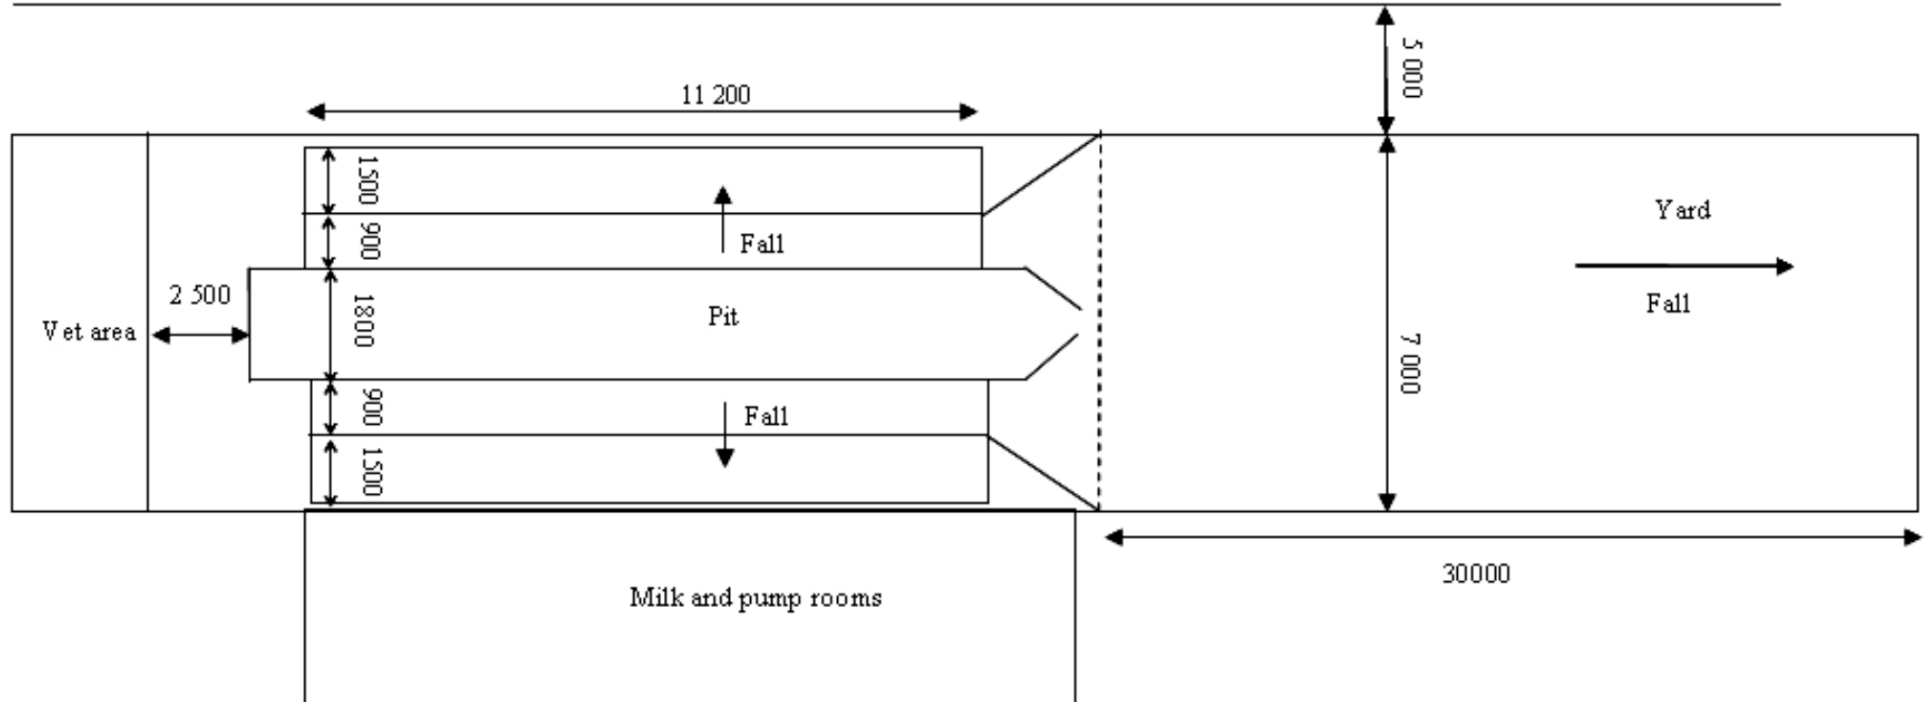 5 000
11 200
1500
Yard
900
Fall
2 500
1800
Pit
Fall
Vet area
7 000
900
Fall
1500
30000
Milk and pump rooms